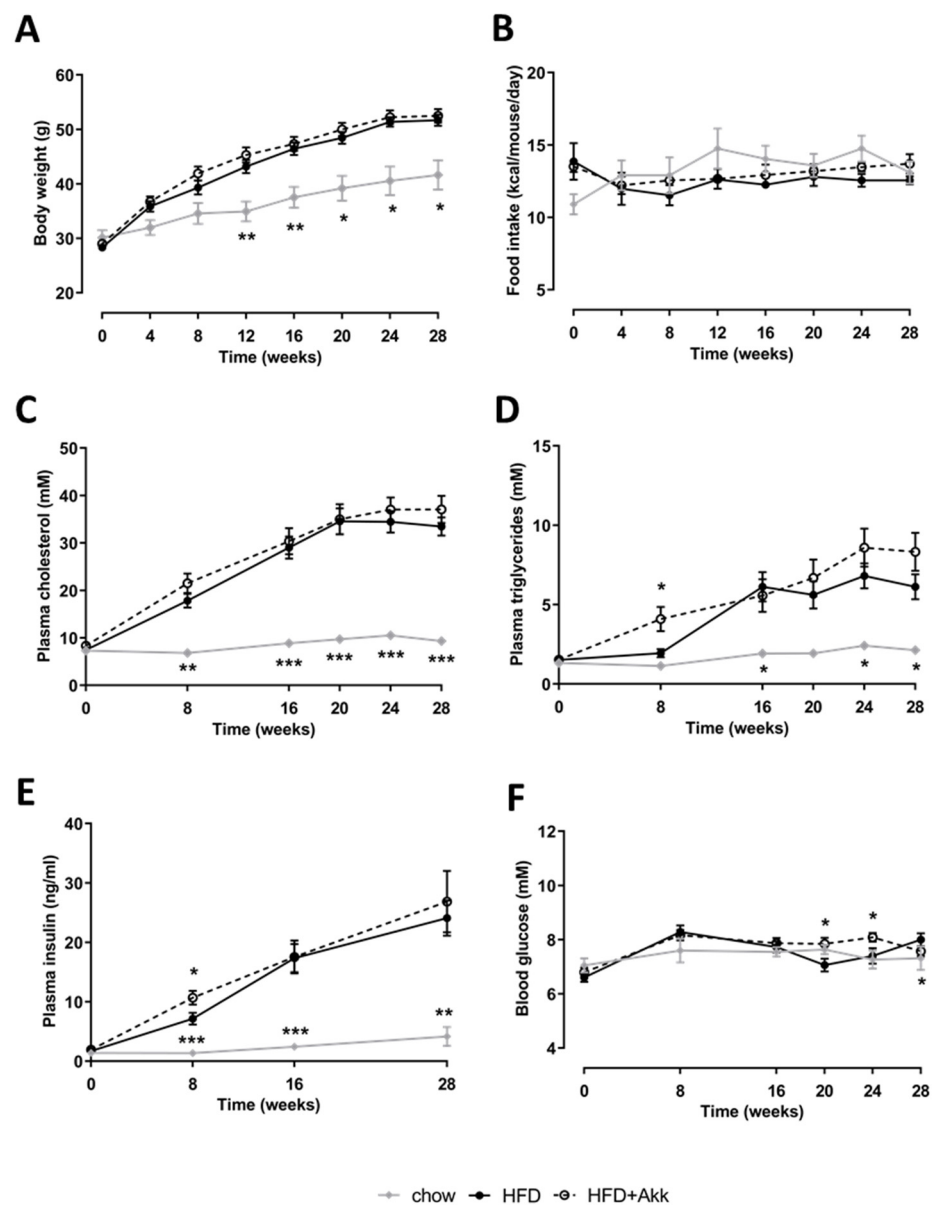 A
B
60
50
40
30
20
Body weight (g)
** ** * * *
0 4 8 12 16 20 24 28
Time (weeks)
20
15
10
5
Food intake (kcal/mouse/day)
0 4 8 12 16 20 24 28
Time (weeks)
C
D
50
40
30
20
10
0
Plasma cholesterol (mM)
** *** *** *** ***
0 8 16 20 24 28
Time (weeks)
15
10
5
0
Plasma triglycerides (mM)
*
* * *
0 8 16 20 24 28
Time (weeks)
E
F
40
30
20
10
0
Plasma insulin (ng/ml)
*
*** *** **
0 8 16 28
Time (weeks)
12
8
6
4
Blood glucose (mM)
* *
*
0 8 16 20 24 28
Time (weeks)
chow HFD HFD+Akk